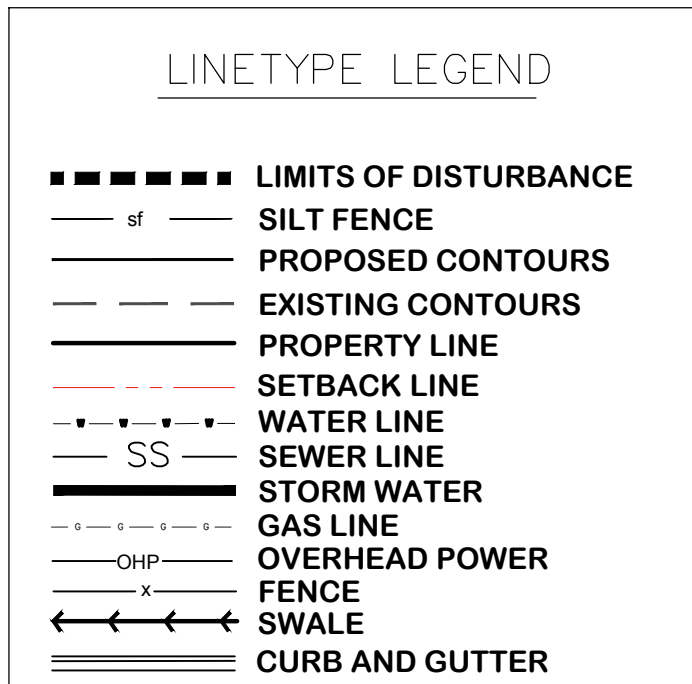 LINETYPE LEGEND
LIMITS OF DISTURBANCE
sf SILT FENCE
PROPOSED CONTOURS
EXISTING CONTOURS
PROPERTY LINE
SETBACK LINE
WATER LINE
SS SEWER LINE
STORM WATER
G G G G GAS LINE
OHP OVERHEAD POWER
x FENCE
SWALE
CURB AND GUTTER